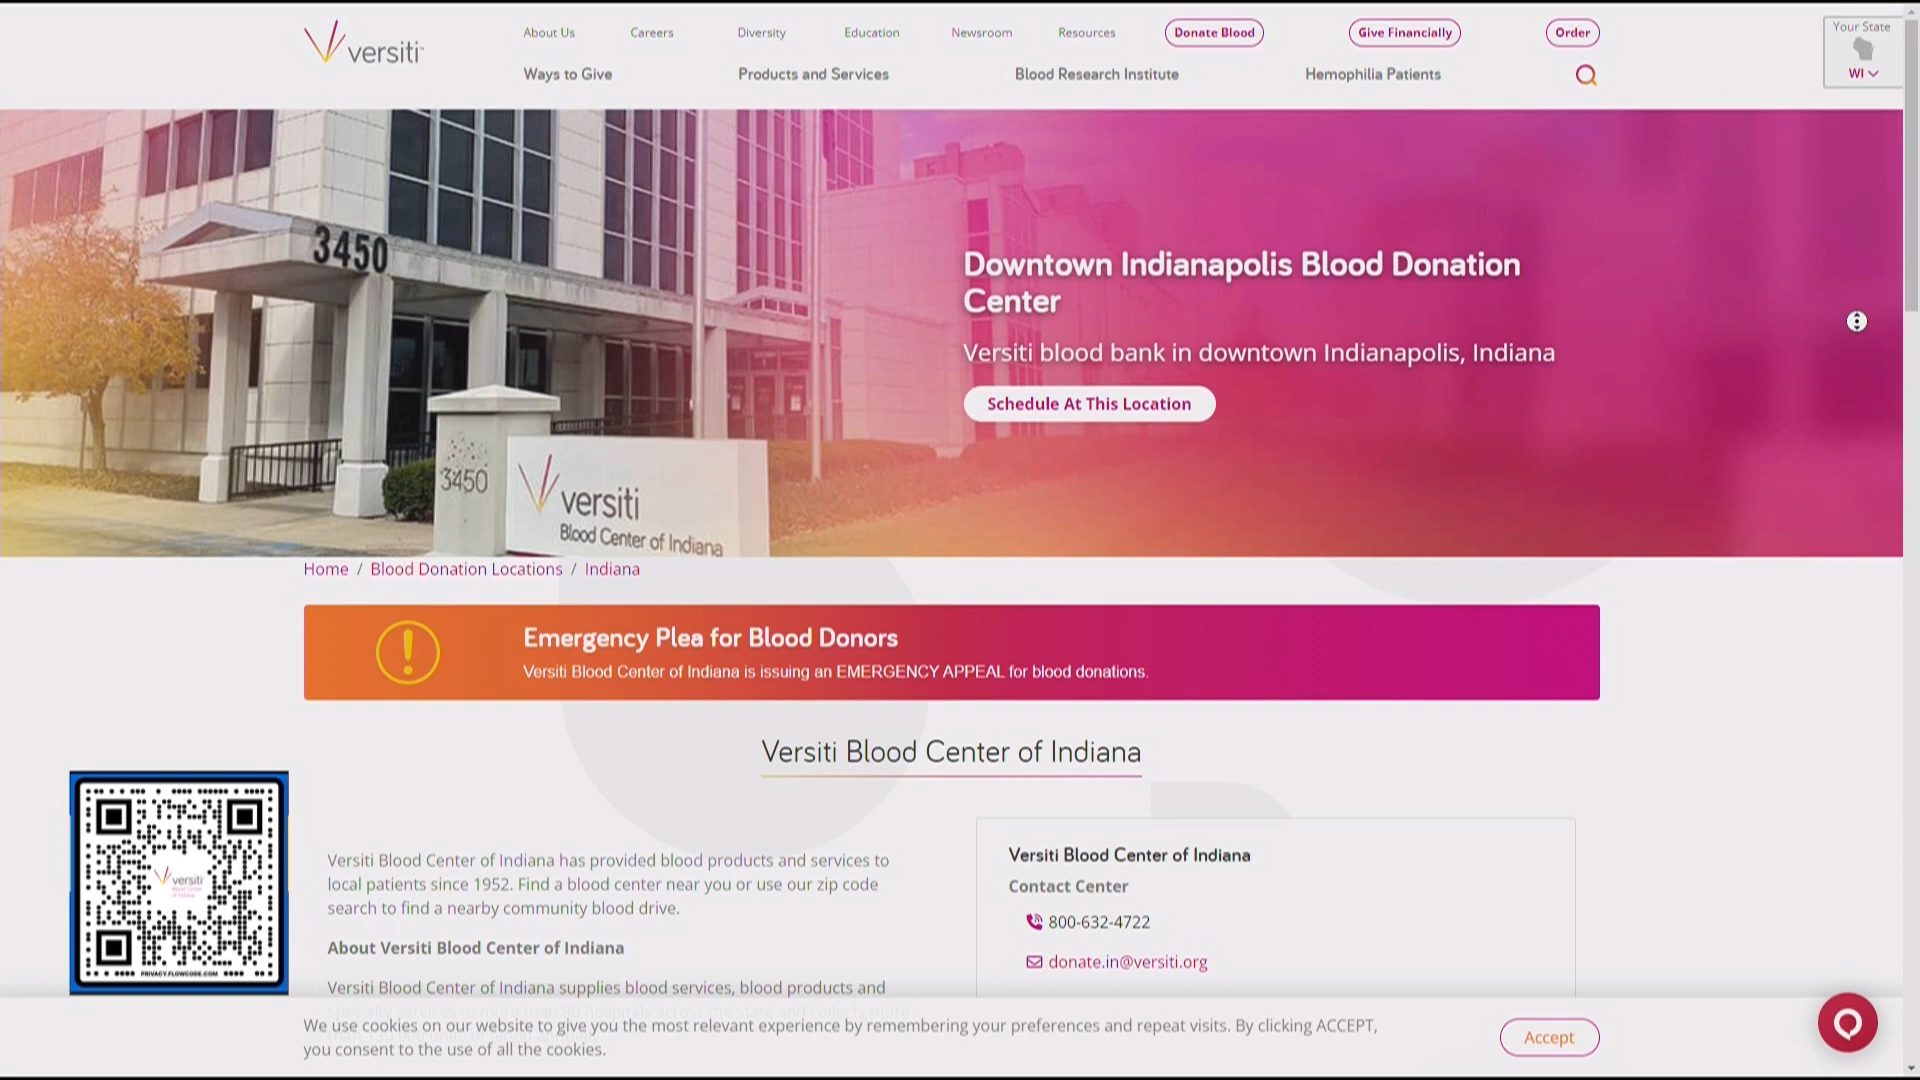 versiti
About Us
Careers
Diversity
Education
Newsroom
Resources
Donate Blood
Give Financially
Order
Your State
WI
Ways to Give
Products and Services
Blood Research Institute
Hemophilia Patients
3450
Downtown Indianapolis Blood Donation
Center
Versiti blood bank in downtown Indianapolis, Indiana
Schedule At This Location
3450
versiti
Blood Center of Indiana
Home / Blood Donation Locations / Indiana
Emergency Plea for Blood Donors
Versiti Blood Center of Indiana is issuing an EMERGENCY APPEAL for blood donations.
Versiti Blood Center of Indiana
versiti
PRIVACY.FLOWCODE.COM
Versiti Blood Center of Indiana has provided blood products and services to
local patients since 1952. Find a blood center near you or use our zip code
search to find a nearby community blood drive.
About Versiti Blood Center of Indiana
Versiti Blood Center of Indiana supplies blood services, blood products and
Versiti Blood Center of Indiana
Contact Center
800-632-4722
donate.in@versiti.org
We use cookies on our website to give you the most relevant experience by remembering your preferences and repeat visits. By clicking ACCEPT,
you consent to the use of all the cookies.
Accept